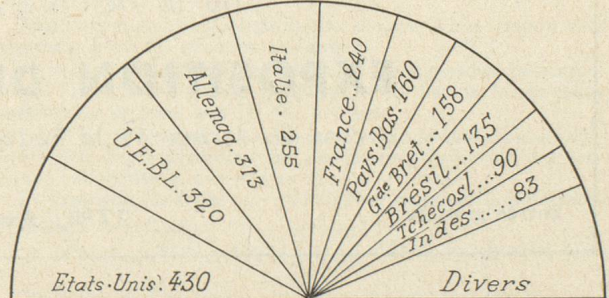 Etats-Unis. 430
U.E.B.L. 320
Allemag. 313
Italie. 255
France...240
Pays-Bas. 160
Gde Bret... 158
Brésil...135
Tchécosl...90
Indes......83
Divers